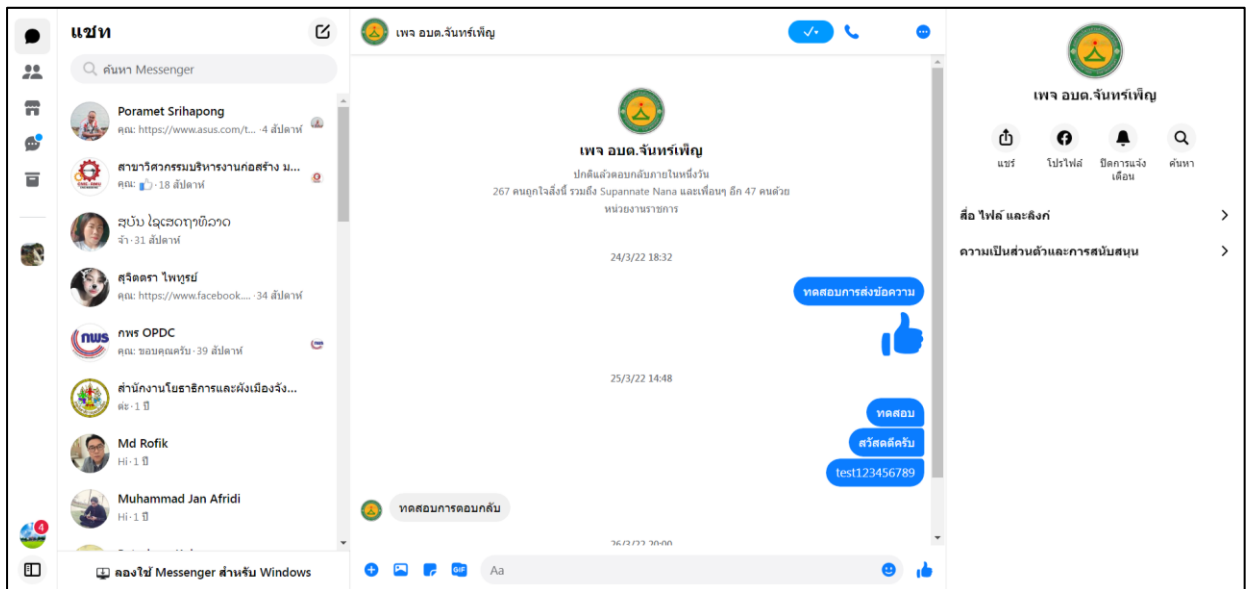 แชท
ค้นหา Messenger
Poramet Srihapong
คุณ: https://www.asus.com/t... ·4 สัปดาห์
สาขาวิศวกรรมบริหารงานก่อสร้าง ม...
คุณ: 👍 · 18 สัปดาห์
จ๋า · 31 สัปดาห์
สุจิตตรา ไพทูรย์
คุณ: https://www.facebook.... ·34 สัปดาห์
กพร
กพร OPDC
คุณ: ขอบคุณครับ · 39 สัปดาห์
สำนักงานโยธาธิการและผังเมืองจัง...
ค่ะ · 1 ปี
Md Rofik
Hi · 1 ปี
Muhammad Jan Afridi
Hi · 1 ปี
4
ลองใช้ Messenger สำหรับ Windows
เพจ อบต.จันทร์เพ็ญ
เพจ อบต.จันทร์เพ็ญ
ปกติแล้วตอบกลับภายในหนึ่งวัน
267 คนถูกใจสิ่งนี้ รวมถึง Supannate Nana และเพื่อนๆ อีก 47 คนด้วย
หน่วยงานราชการ
24/3/22 18:32
ทดสอบการส่งข้อความ
25/3/22 14:48
ทดสอบ
สวัสดีครับ
test123456789
ทดสอบการตอบกลับ
26/3/22 20:00
GIF
Aa
เพจ อบต.จันทร์เพ็ญ
แชร์
โปรไฟล์
ปิดการแจ้ง
เตือน
ค้นหา
สื่อ ไฟล์ และลิงก์
ความเป็นส่วนตัวและการสนับสนุน